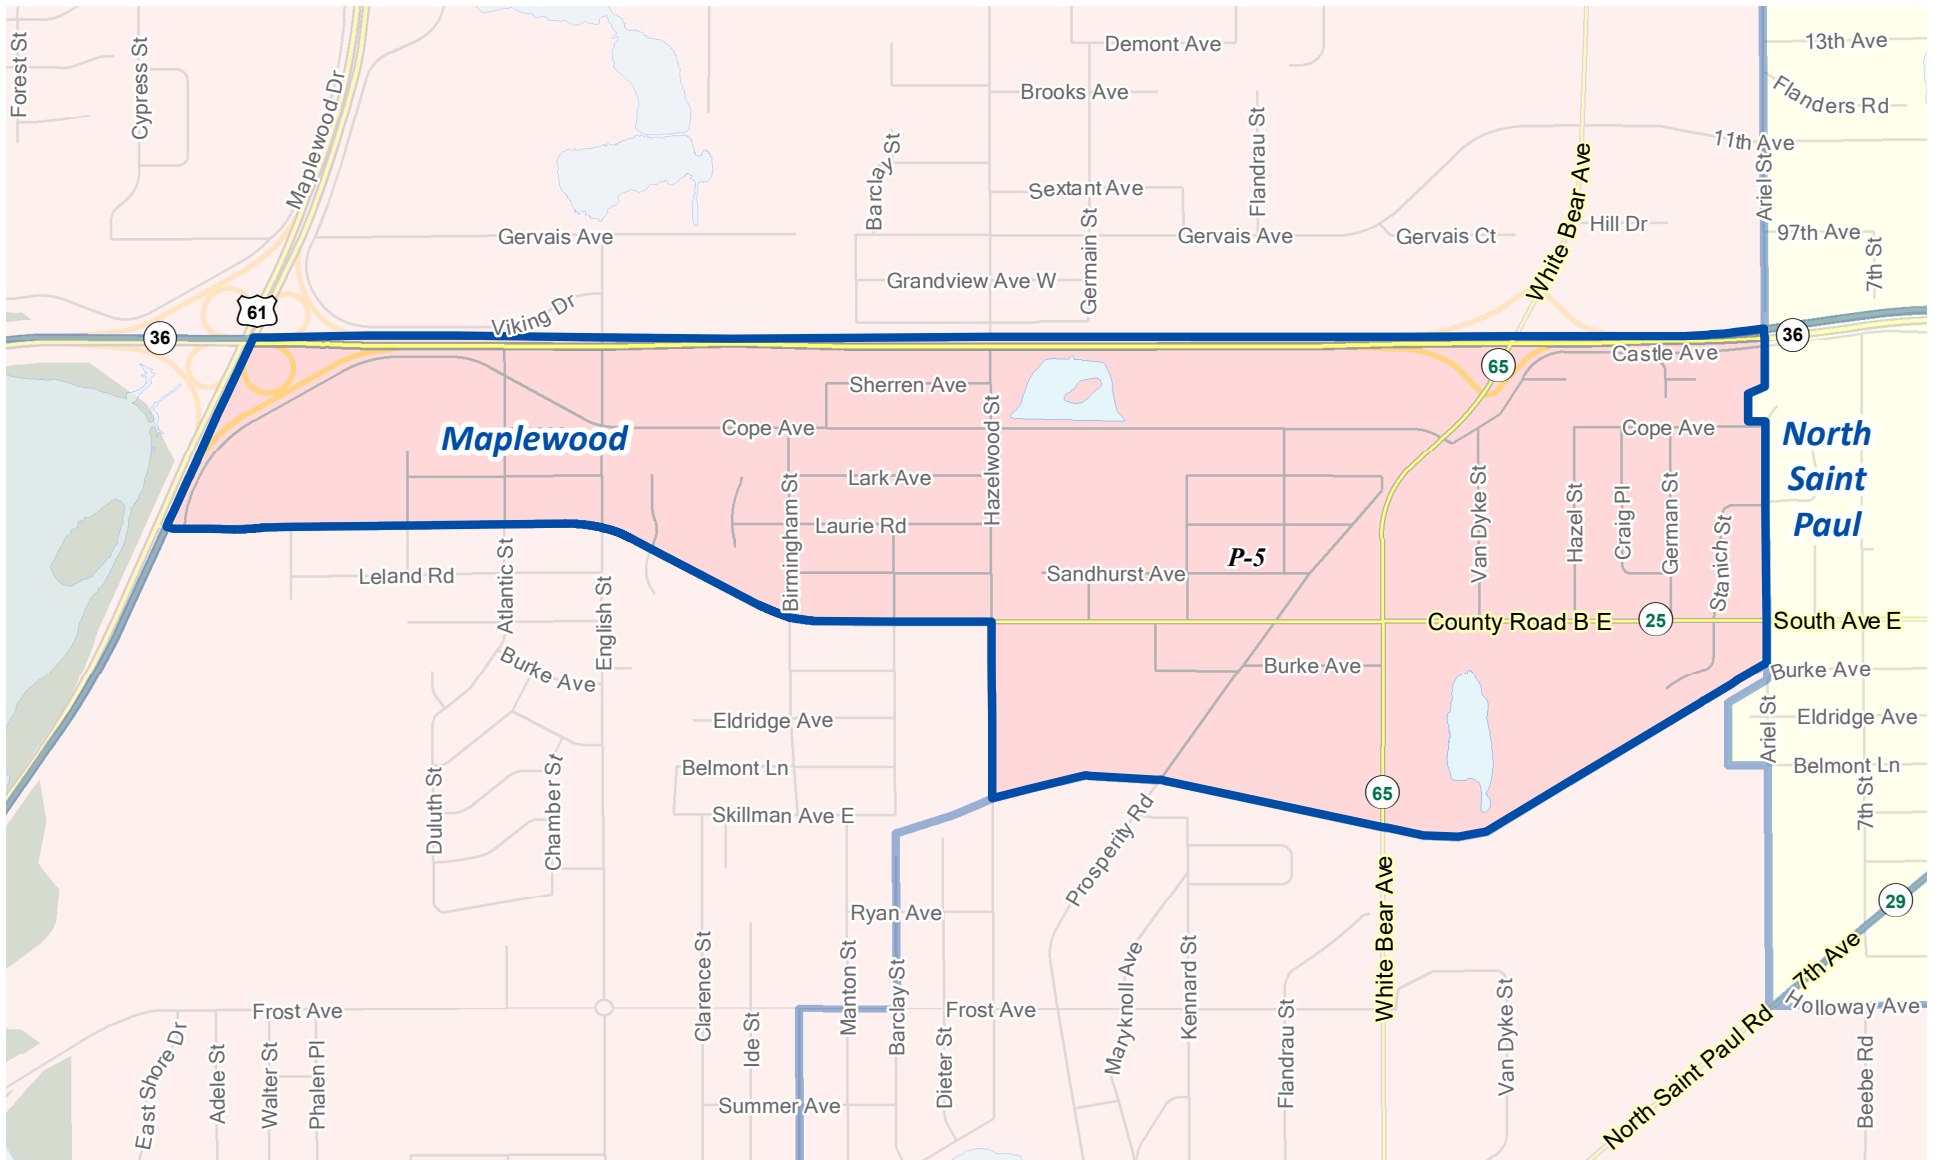 Forest St
Cypress St
Maplewood Dr
Demont Ave
13th Ave
Brooks Ave
Flanders Rd
Flandrau St
11th Ave
Barclay St
Sextant Ave
Germain St
White Bear Ave
Ariel St
Gervais Ave
Gervais Ave
Gervais Ct
Hill Dr
97th Ave
7th St
Grandview Ave W
61
Viking Dr
36
36
65
Castle Ave
Sherren Ave
Hazelwood St
Maplewood
Cope Ave
Cope Ave
North
Saint
Paul
Lark Ave
Birmingham St
Laurie Rd
Van Dyke St
Hazel St
Craig Pl
German St
Stanich St
P-5
Leland Rd
Atlantic St
English St
Sandhurst Ave
County Road B E
25
South Ave E
Burke Ave
Burke Ave
Burke Ave
Eldridge Ave
Eldridge Ave
Ariel St
Belmont Ln
Belmont Ln
Duluth St
Chamber St
Skillman Ave E
65
7th St
Prosperity Rd
White Bear Ave
29
Ryan Ave
Clarence St
Manton St
Barclay St
Maryknoll Ave
Kennard St
7th Ave
Frost Ave
Frost Ave
Holloway Ave
East Shore Dr
Adele St
Walter St
Phalen Pl
Ide St
Dieter St
Flandrau St
Van Dyke St
North Saint Paul Rd
Beebe Rd
Summer Ave